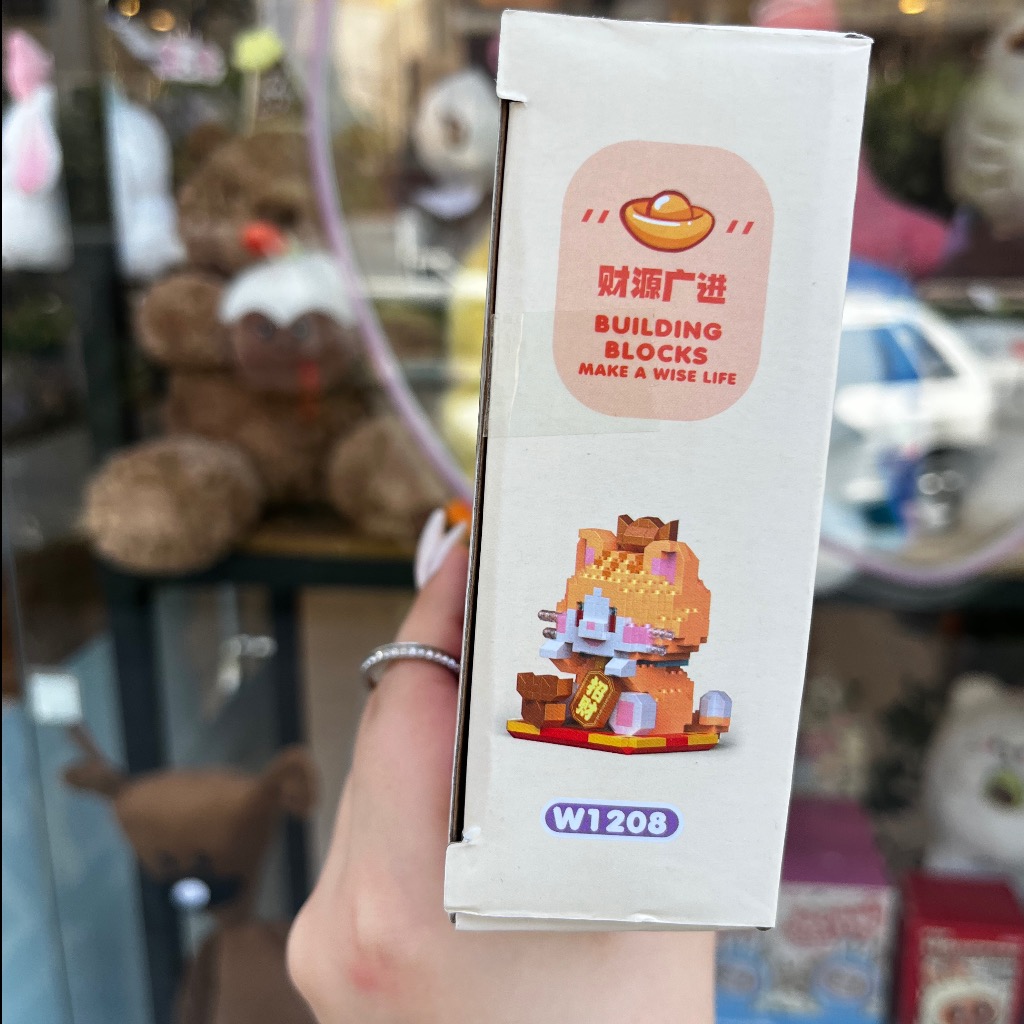 财源广进
BUILDING
BLOCKS
MAKE A WISE LIFE
招财
W1208